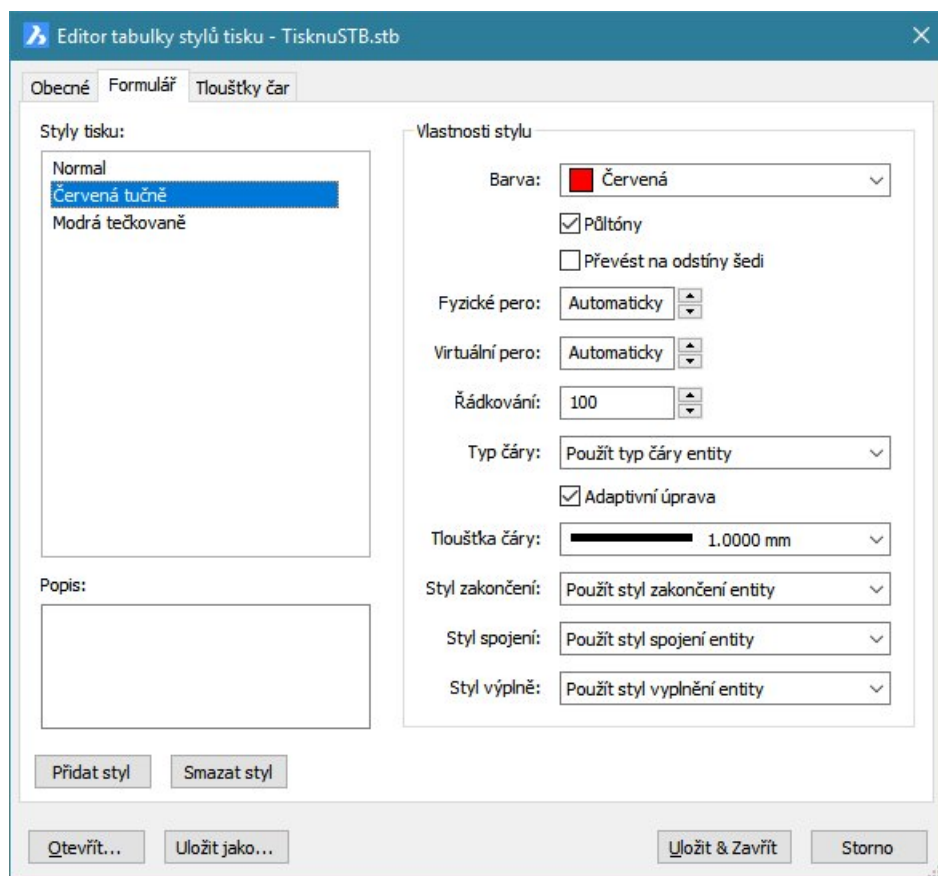 Editor tabulky stylů tisku - TisknuSTB.stb
Obecné Formulář Tloušťky čar
Styly tisku:
Normal
Červená tučně
Modrá tečkovaně
Popis:
Přidat styl Smazat styl
Vlastnosti stylu
Barva: Červená
Půltóny
Převést na odstíny šedi
Fyzické pero: Automaticky
Virtuální pero: Automaticky
Řádkování: 100
Typ čáry: Použít typ čáry entity
Adaptivní úprava
Tloušťka čáry: 1.0000 mm
Styl zakončení: Použít styl zakončení entity
Styl spojení: Použít styl spojení entity
Styl výplně: Použít styl vyplnění entity
Otevřít... Uložit jako... Uložit & Zavřít Storno